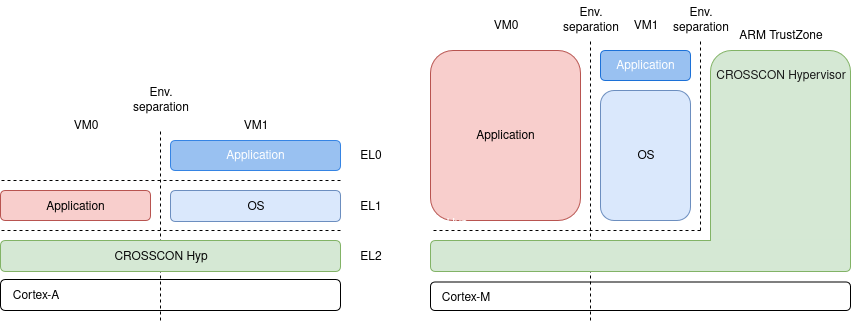 Env.
separation
VM0
VM1
Application
EL0
Application
OS
EL1
CROSSCON Hyp
EL2
Cortex-A
VM0
Env.
separation
VM1
Env.
separation
ARM TrustZone
Application
CROSSCON Hypervisor
Application
OS
Cortex-M